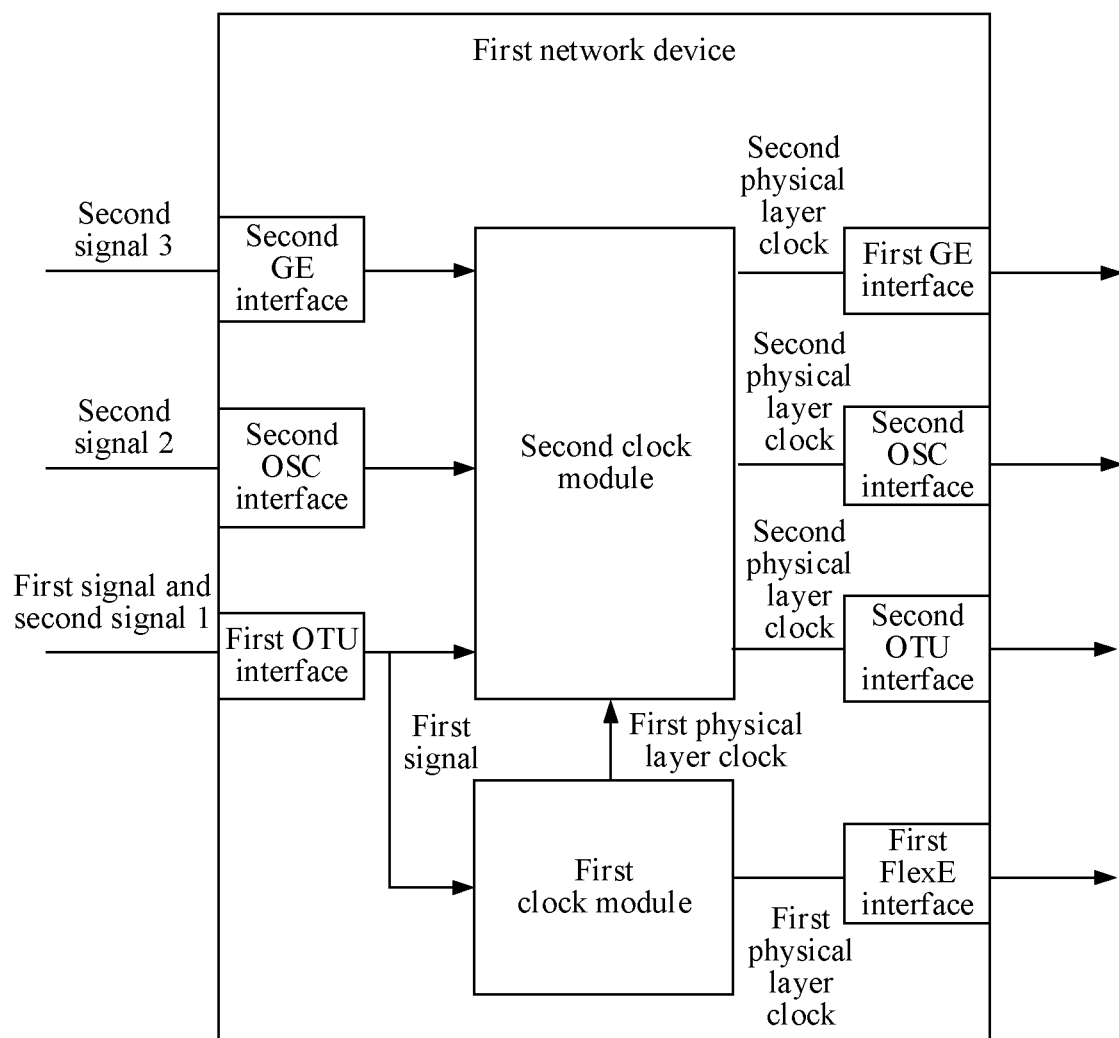 First network device
Second
signal 3
Second
GE
interface
Second
physical
layer
clock
First GE
interface
Second
signal 2
Second
OSC
interface
Second clock
module
Second
physical
layer
clock
Second
OSC
interface
First signal and
second signal 1
First OTU
interface
Second
physical
layer
clock
Second
OTU
interface
First
signal
First physical
layer clock
First
clock module
First
FlexE
interface
First
physical
layer
clock